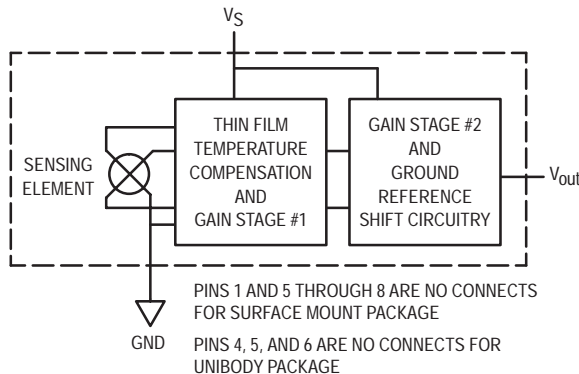 VS
SENSING
ELEMENT
THIN FILM
TEMPERATURE
COMPENSATION
AND
GAIN STAGE #1
GAIN STAGE #2
AND
GROUND
REFERENCE
SHIFT CIRCUITRY
Vout
GND
PINS 1 AND 5 THROUGH 8 ARE NO CONNECTS
FOR SURFACE MOUNT PACKAGE
PINS 4, 5, AND 6 ARE NO CONNECTS FOR
UNIBODY PACKAGE